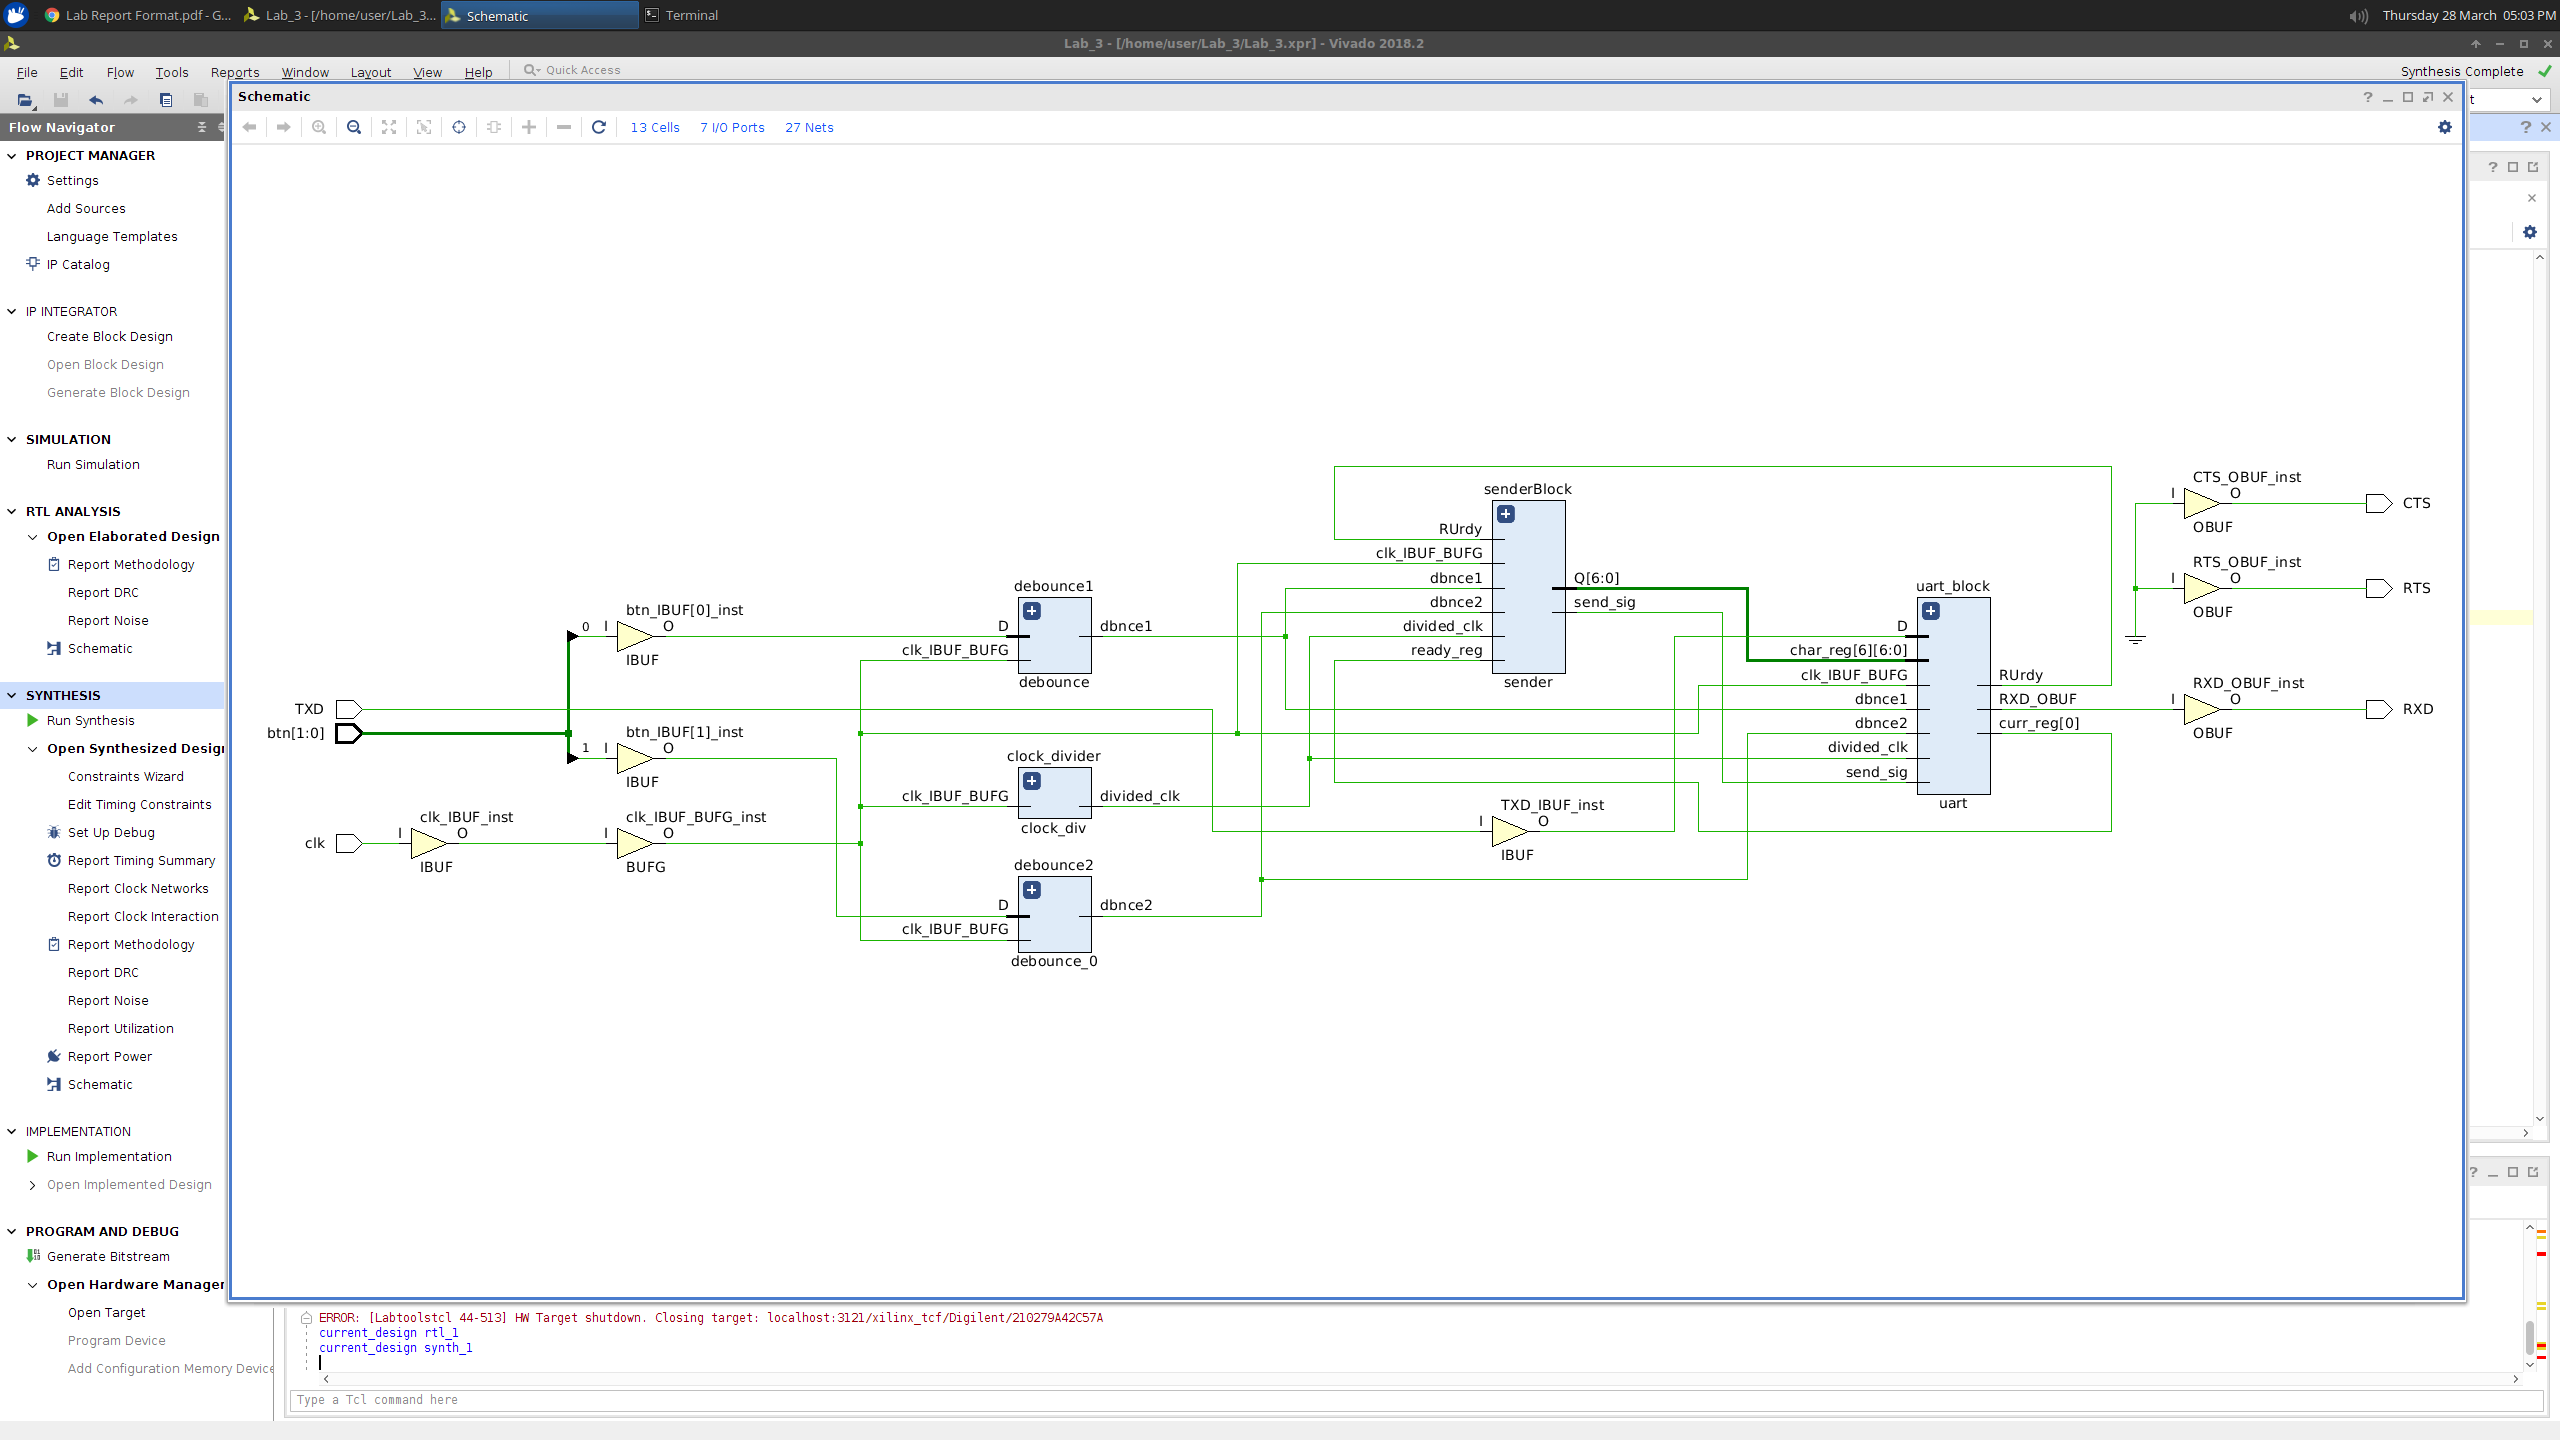 Lab Report Format.pdf - G...
Lab_3 - [/home/user/Lab_3...
Schematic
Terminal
Thursday 28 March 05:03 PM
Lab_3 - [/home/user/Lab_3/Lab_3.xpr] - Vivado 2018.2
File Edit Flow Tools Reports Window Layout View Help
Quick Access
Synthesis Complete
t
Flow Navigator
PROJECT MANAGER
Settings
Add Sources
Language Templates
IP Catalog
IP INTEGRATOR
Create Block Design
Open Block Design
Generate Block Design
SIMULATION
Run Simulation
RTL ANALYSIS
Open Elaborated Design
Report Methodology
Report DRC
Report Noise
Schematic
SYNTHESIS
Run Synthesis
Open Synthesized Desigr
Constraints Wizard
Edit Timing Constraints
Set Up Debug
Report Timing Summary
Report Clock Networks
Report Clock Interaction
Report Methodology
Report DRC
Report Noise
Report Utilization
Report Power
Schematic
IMPLEMENTATION
Run Implementation
Open Implemented Design
PROGRAM AND DEBUG
Generate Bitstream
Open Hardware Manager
Open Target
Program Device
Add Configuration Memory Device
Schematic
13 Cells 7 I/O Ports 27 Nets
TXD
btn[1:0]
clk
0
1
btn_IBUF[0]_inst
I
O
IBUF
btn_IBUF[1]_inst
I
O
IBUF
clk_IBUF_inst
I
O
IBUF
clk_IBUF_BUFG_inst
I
O
BUFG
debounce1
D
clk_IBUF_BUFG
dbnce1
debounce
clock_divider
clk_IBUF_BUFG
divided_clk
clock_div
debounce2
D
clk_IBUF_BUFG
dbnce2
debounce_0
senderBlock
RUrdy
clk_IBUF_BUFG
dbnce1
dbnce2
divided_clk
ready_reg
Q[6:0]
send_sig
sender
TXD_IBUF_inst
I
O
IBUF
uart_block
D
char_reg[6][6:0]
clk_IBUF_BUFG
dbnce1
dbnce2
divided_clk
send_sig
RUrdy
RXD_OBUF
curr_reg[0]
uart
CTS_OBUF_inst
I
O
OBUF
CTS
RTS_OBUF_inst
I
O
OBUF
RTS
RXD_OBUF_inst
I
O
OBUF
RXD
ERROR: [Labtoolstcl 44-513] HW Target shutdown. Closing target: localhost:3121/xilinx_tcf/Digilent/210279A42C57A
current_design rtl_1
current_design synth_1
Type a Tcl command here